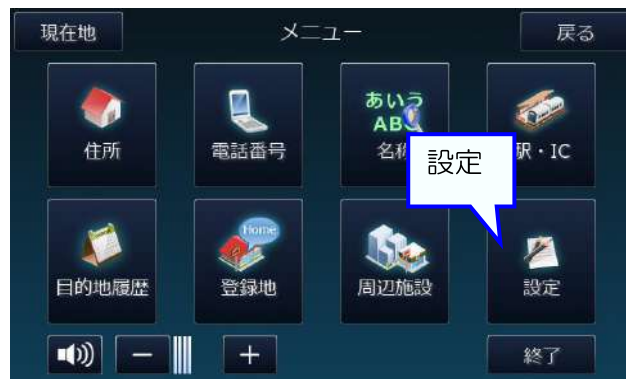 現在地
メニュー
戻る
住所
電話番号
あいう
AB
名称
駅・IC
設定
目的地履歴
Home
登録地
周辺施設
設定
終了